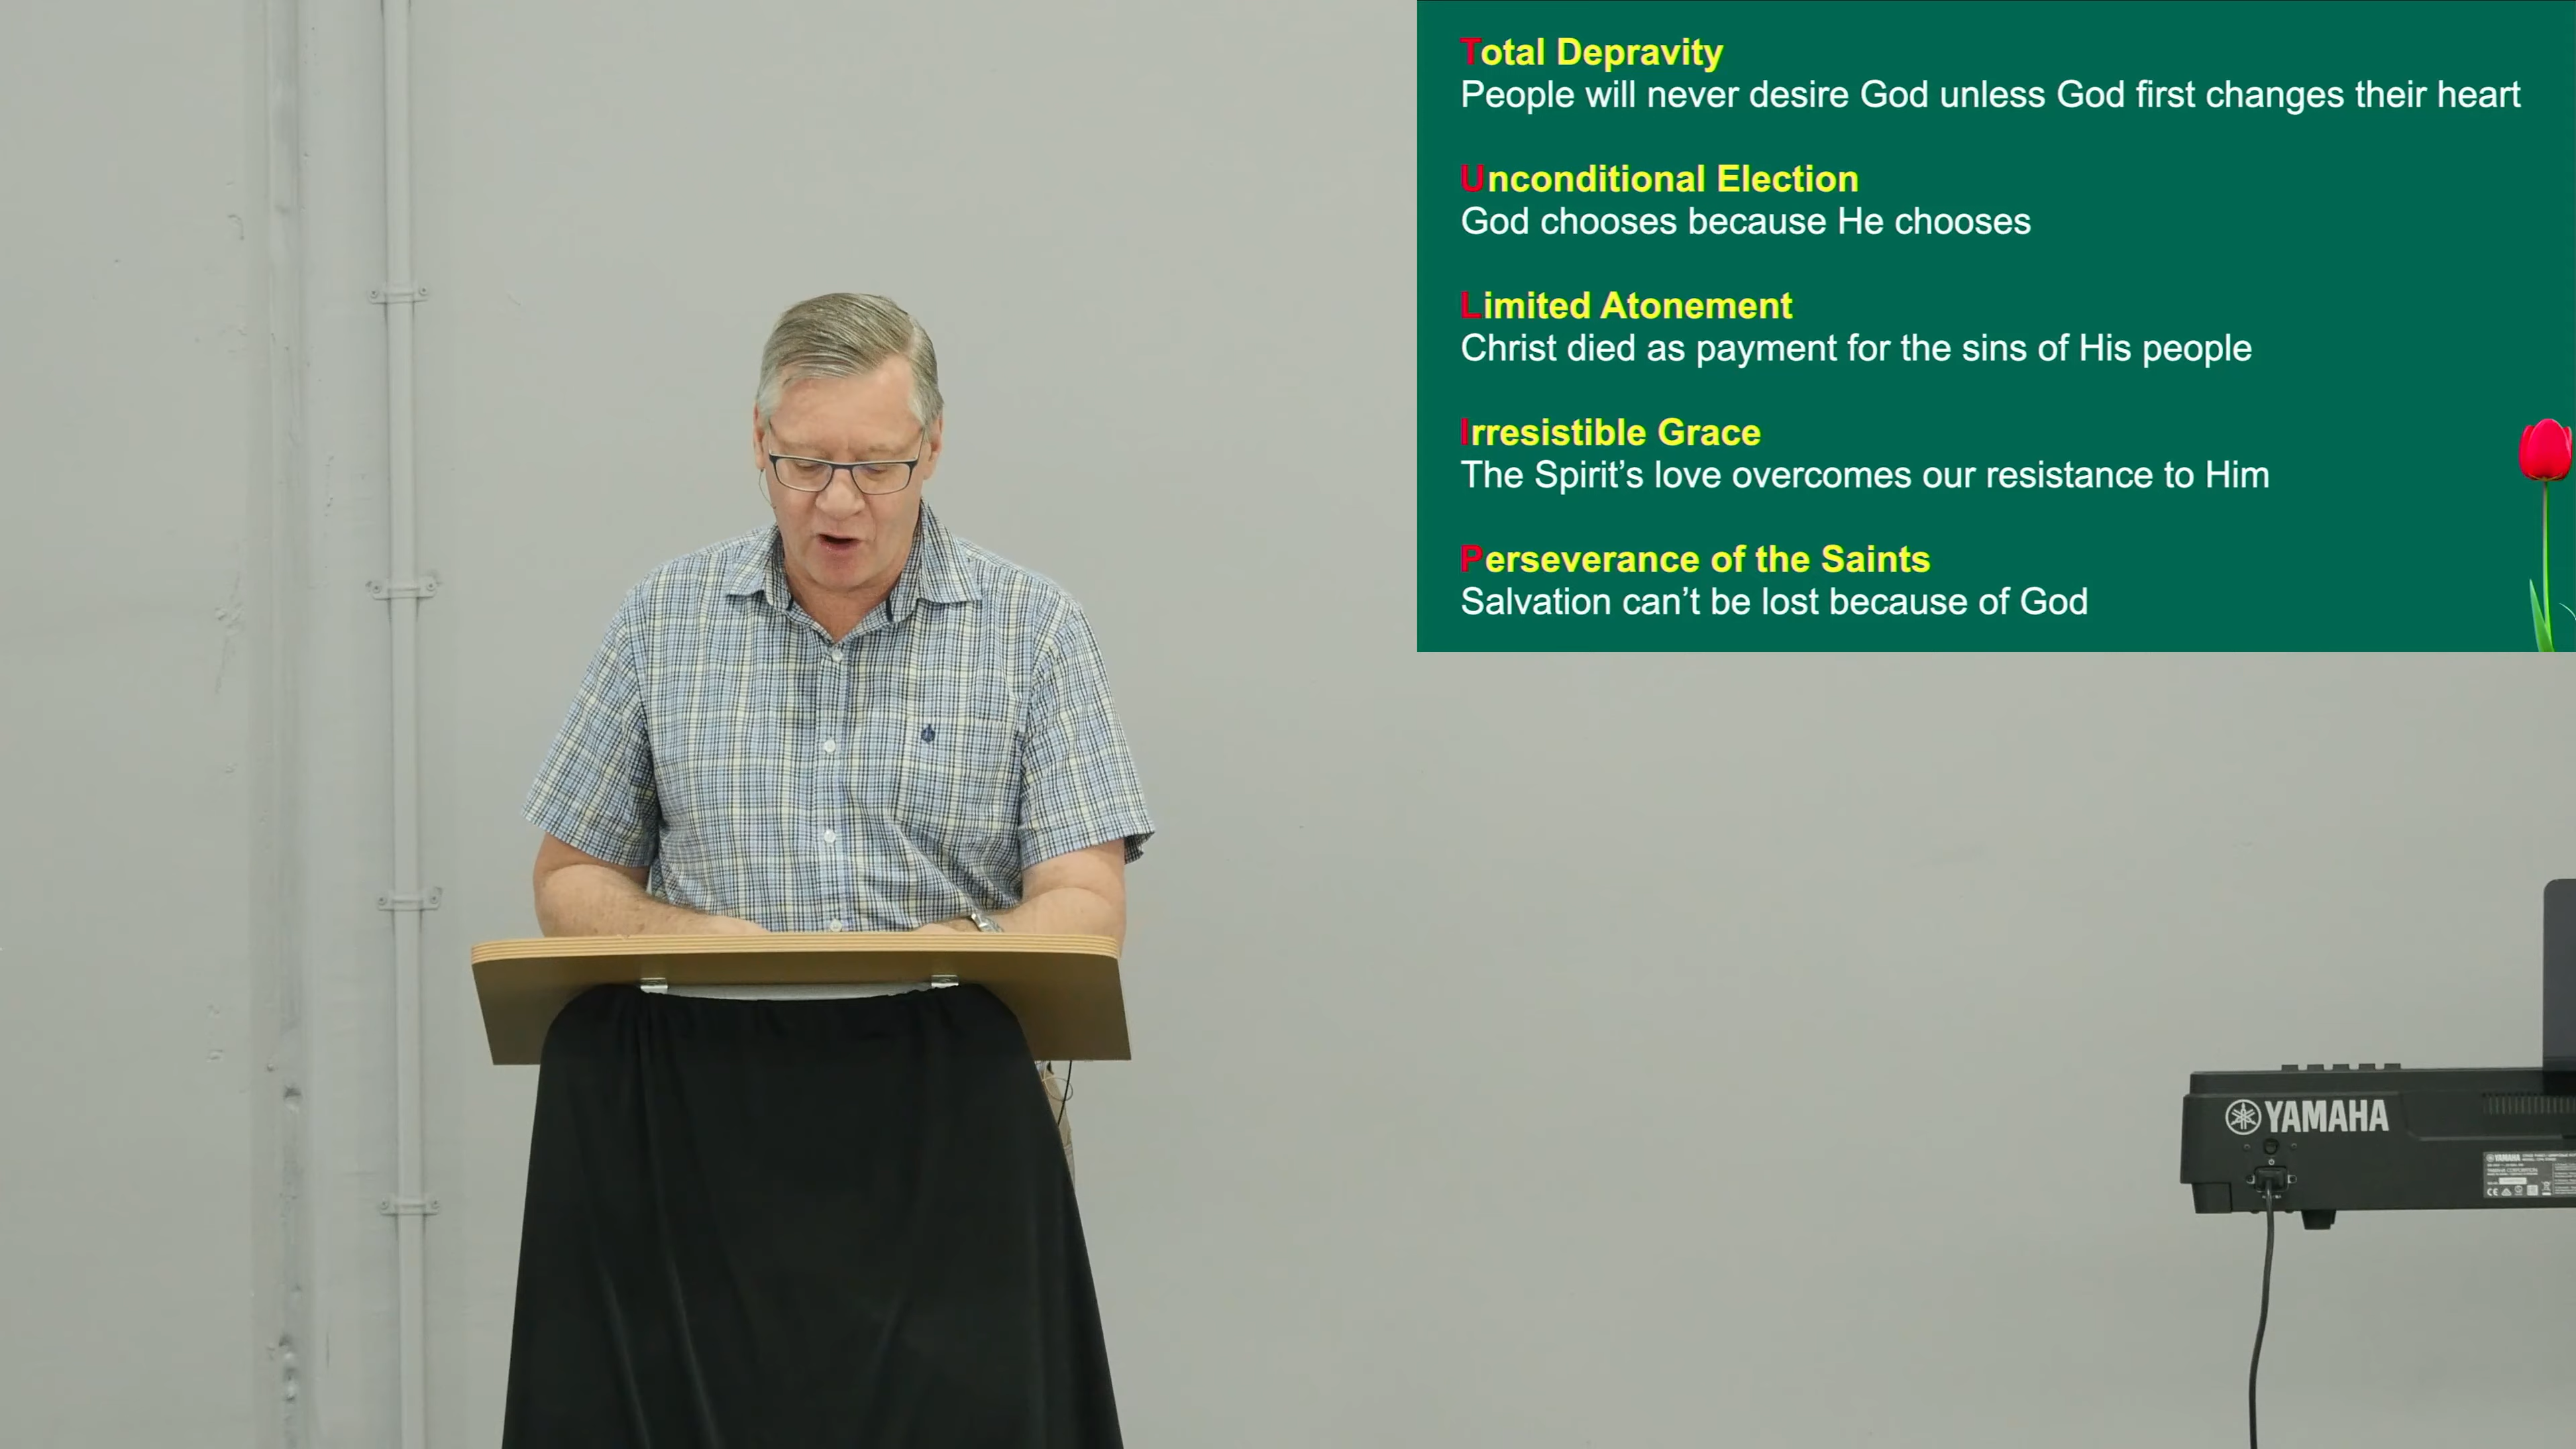 Total Depravity
People will never desire God unless God first changes their heart
Unconditional Election
God chooses because He chooses
Limited Atonement
Christ died as payment for the sins of His people
Irresistible Grace
The Spirit’s love overcomes our resistance to Him
Perseverance of the Saints
Salvation can’t be lost because of God
YAMAHA
YAMAHA